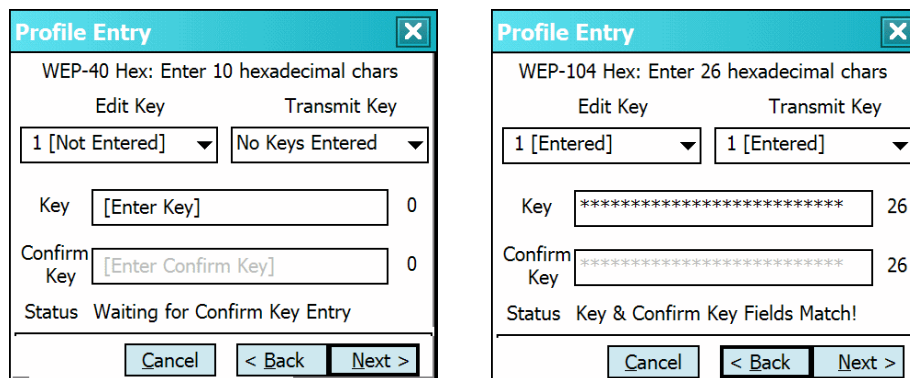 Profile Entry
WEP-40 Hex: Enter 10 hexadecimal chars
Edit Key Transmit Key
1 [Not Entered] No Keys Entered
Key [Enter Key] 0
Confirm Key [Enter Confirm Key] 0
Status Waiting for Confirm Key Entry
Cancel < Back Next >
Profile Entry
WEP-104 Hex: Enter 26 hexadecimal chars
Edit Key Transmit Key
1 [Entered] 1 [Entered]
Key ************************** 26
Confirm Key ************************** 26
Status Key & Confirm Key Fields Match!
Cancel < Back Next >